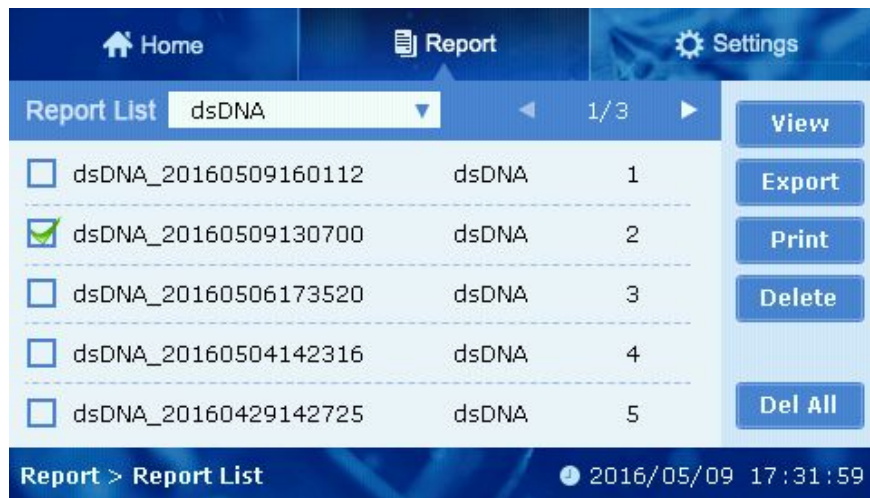 Home Report Settings
Report List dsDNA 1/3 View
dsDNA_20160509160112 dsDNA 1 Export
dsDNA_20160509130700 dsDNA 2 Print
dsDNA_20160506173520 dsDNA 3 Delete
dsDNA_20160504142316 dsDNA 4
dsDNA_20160429142725 dsDNA 5 Del All
Report > Report List 2016/05/09 17:31:59